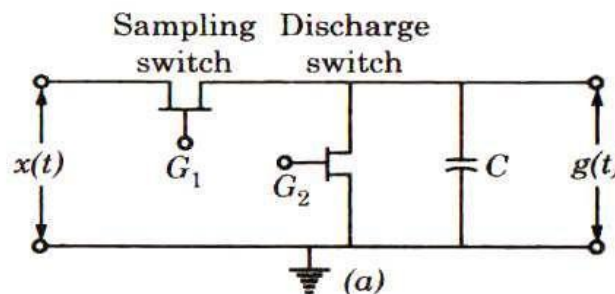 Sampling Discharge
switch switch
x(t)
G₁
G₂
C
g(t)
(a)